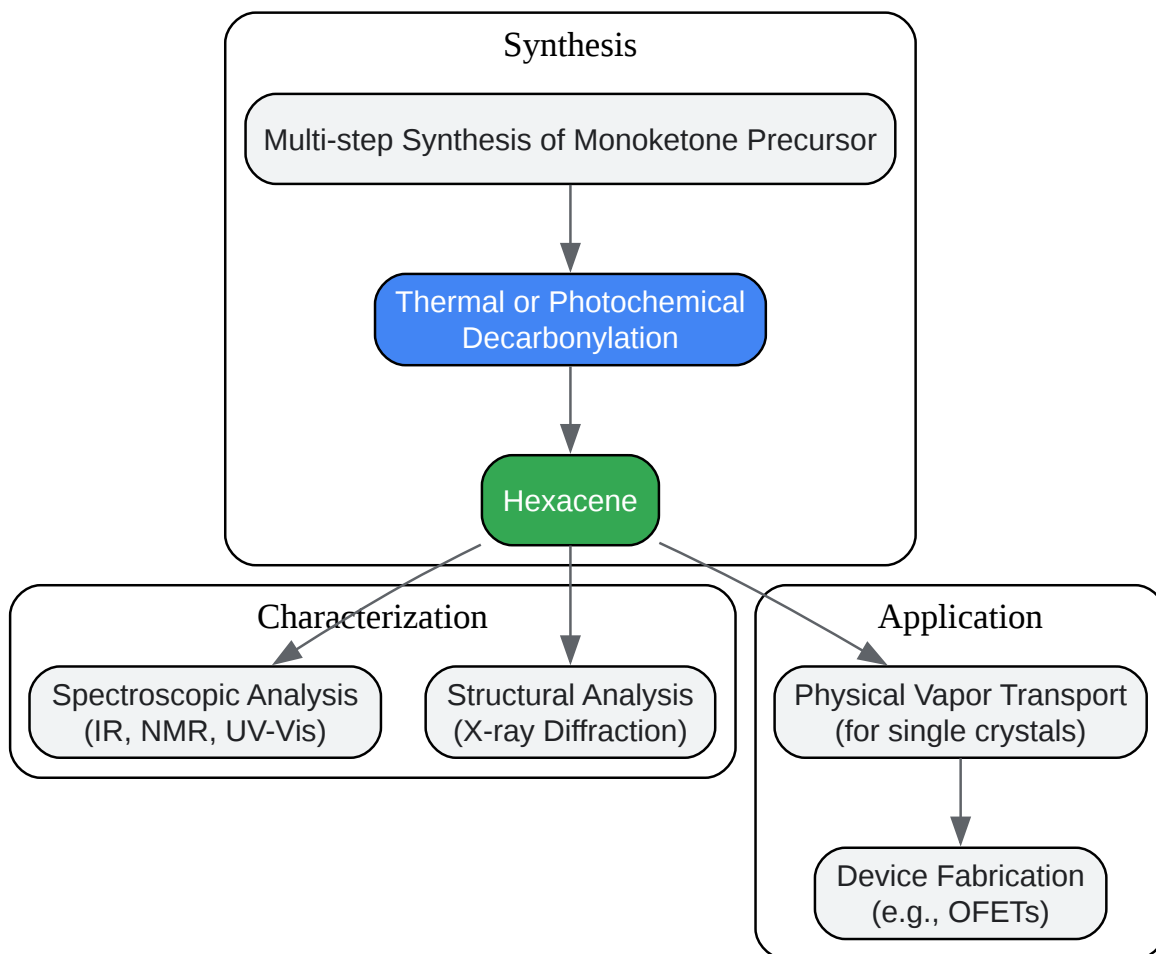 Synthesis
Multi-step Synthesis of Monoketone Precursor
Thermal or Photochemical
Decarbonylation
Hexacene
Characterization
Spectroscopic Analysis
(IR, NMR, UV-Vis)
Structural Analysis
(X-ray Diffraction)
Application
Physical Vapor Transport
(for single crystals)
Device Fabrication
(e.g., OFETs)